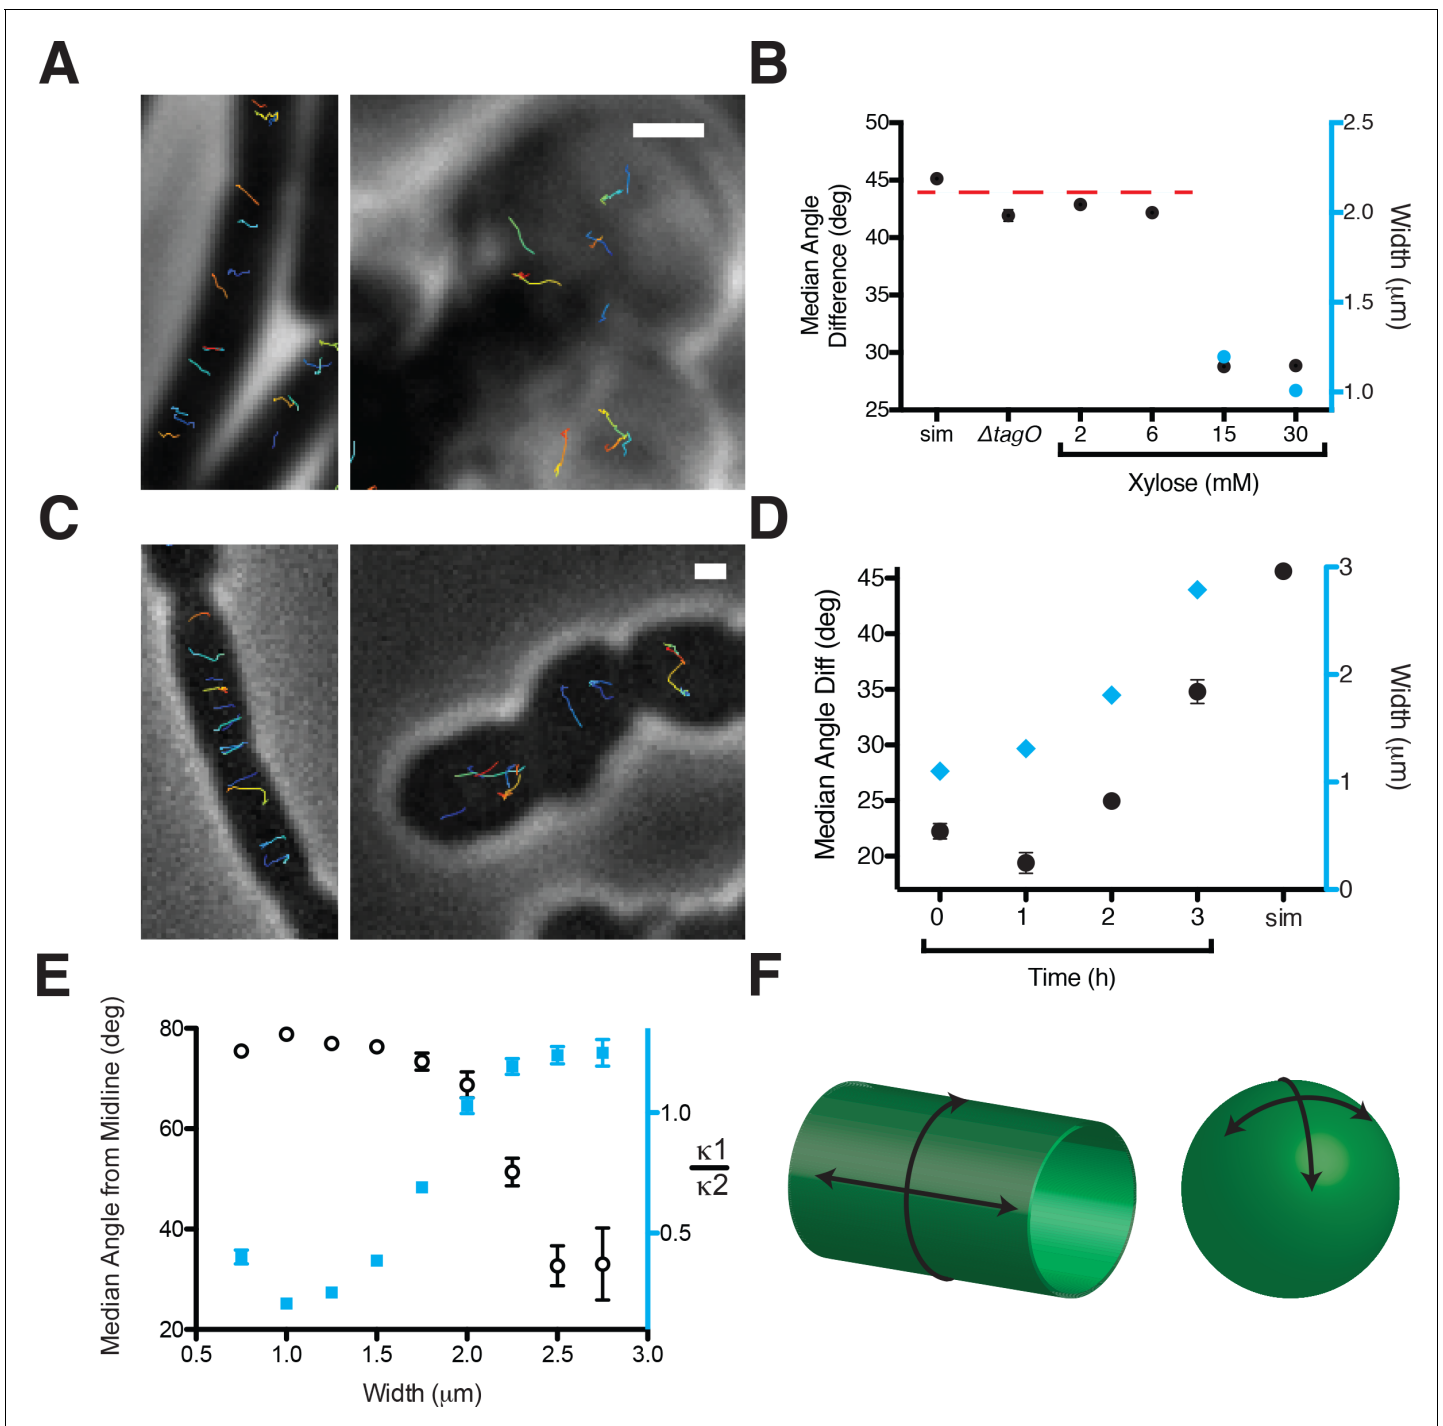 A
B
50
45
40
35
30
25
Median Angle
Difference (deg)
2.5
2.0
1.5
1.0
Width (μm)
sim
ΔtagO
2
6
15
30
Xylose (mM)
C
D
45
40
35
30
25
20
Median Angle Diff (deg)
3
2
1
0
Width (μm)
0
1
2
3
sim
Time (h)
E
80
60
40
20
Median Angle from Midline (deg)
1.0
0.5
κ1
κ2
0.5
1.0
1.5
2.0
2.5
3.0
Width (μm)
F